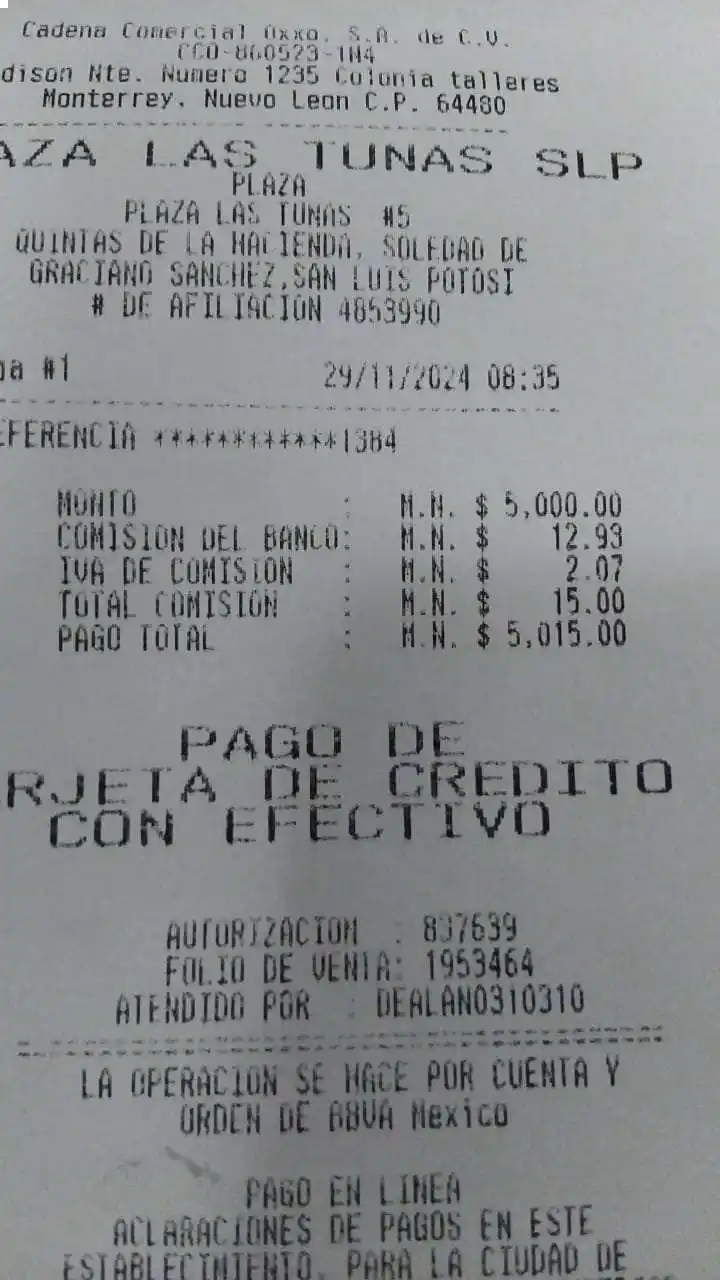 Cadena Comercial Oxxo, S.A. de C.V.
CCO-860523-1N4
dison Nte. Numero 1235 Colonia talleres
Monterrey, Nuevo Leon C.P. 64480
AZA LAS TUNAS SLP
PLAZA
PLAZA LAS TUNAS #5
QUINTAS DE LA HACIENDA, SOLEDAD DE
GRACIANO SANCHEZ,SAN LUIS POTOSI
# DE AFILIACION 4853990
ja #1 29/11/2024 08:35
EFERENCIA ************1384
MONTO : M.N. $ 5,000.00
COMISION DEL BANCO: M.N. $ 12.93
IVA DE COMISION : M.N. $ 2.07
TOTAL COMISION : M.N. $ 15.00
PAGO TOTAL : M.N. $ 5,015.00
PAGO DE
RJETA DE CREDITO
CON EFECTIVO
AUTORIZACION : 837639
FOLIO DE VENTA: 1953464
ATENDIDO POR : DEALAN0310310
LA OPERACION SE HACE POR CUENTA Y
ORDEN DE BBVA Mexico
PAGO EN LINEA
ACLARACIONES DE PAGOS EN ESTE
ESTABLECIMIENTO, PARA LA CIUDAD DE